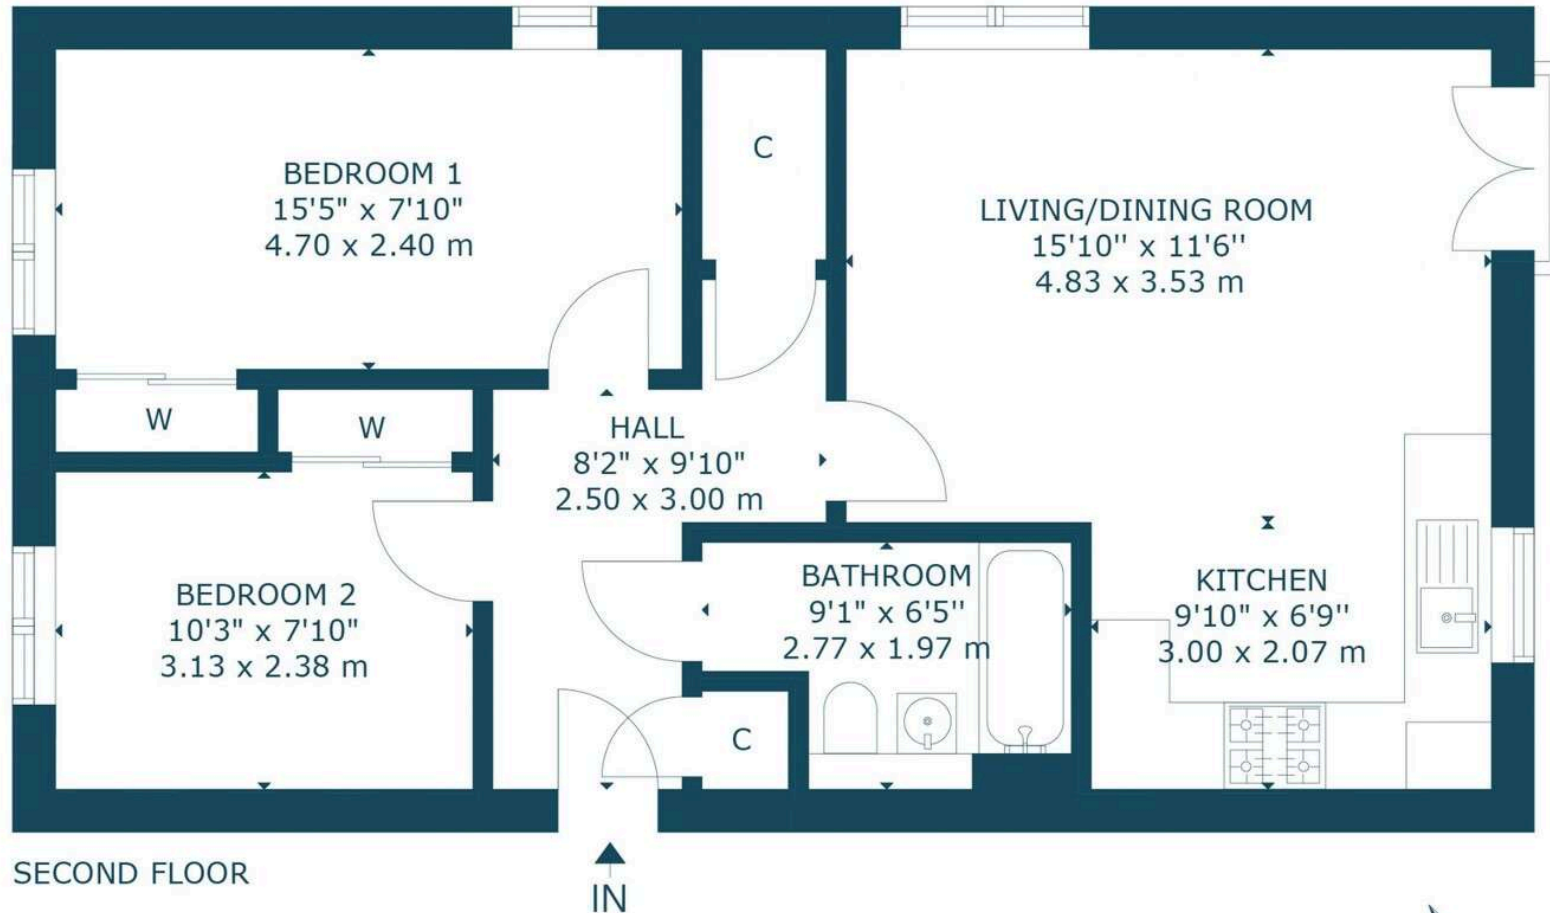 BEDROOM 1
15'5" x 7'10"
4.70 x 2.40 m
C
LIVING/DINING ROOM
15'10'' x 11'6''
4.83 x 3.53 m
W
W
HALL
8'2" x 9'10"
2.50 x 3.00 m
BEDROOM 2
10'3" x 7'10"
3.13 x 2.38 m
BATHROOM
9'1" x 6'5''
2.77 x 1.97 m
KITCHEN
9'10" x 6'9''
3.00 x 2.07 m
C
SECOND FLOOR
IN